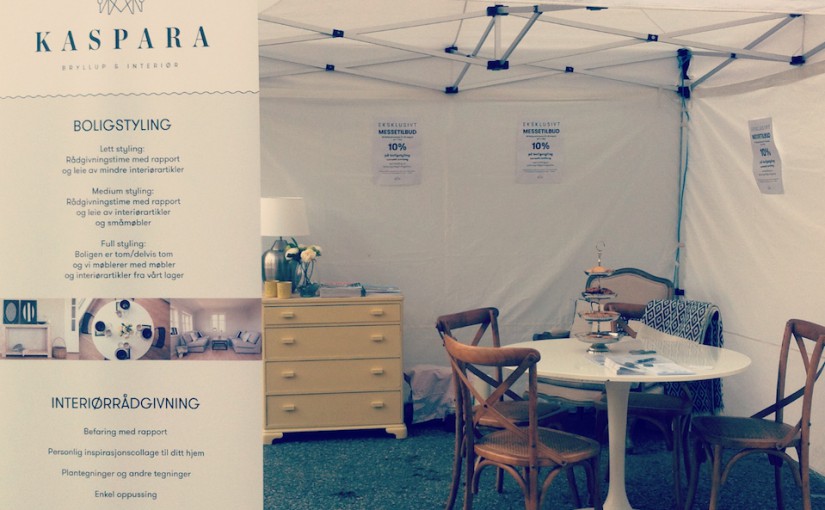 KASPARA
BRYLLUP & INTERIØR
BOLIGSTYLING
Lett styling:
Rådgivningstime med rapport
og leie av mindre interiørartikler
Medium styling:
Rådgivningstime med rapport
og leie av interiørartikler
og småmøbler
Full styling:
Boligen er tom/delvis tom
og vi møblerer med møbler
og interiørartikler fra vårt lager
INTERIØRRÅDGIVNING
Befaring med rapport
Personlig inspirasjonscollage til ditt hjem
Plantegninger og andre tegninger
Enkel oppussing
EKSKLUSIVT
MESSETILBUD
10%
EKSKLUSIVT
MESSETILBUD
10%
MESSETILBUD
10%